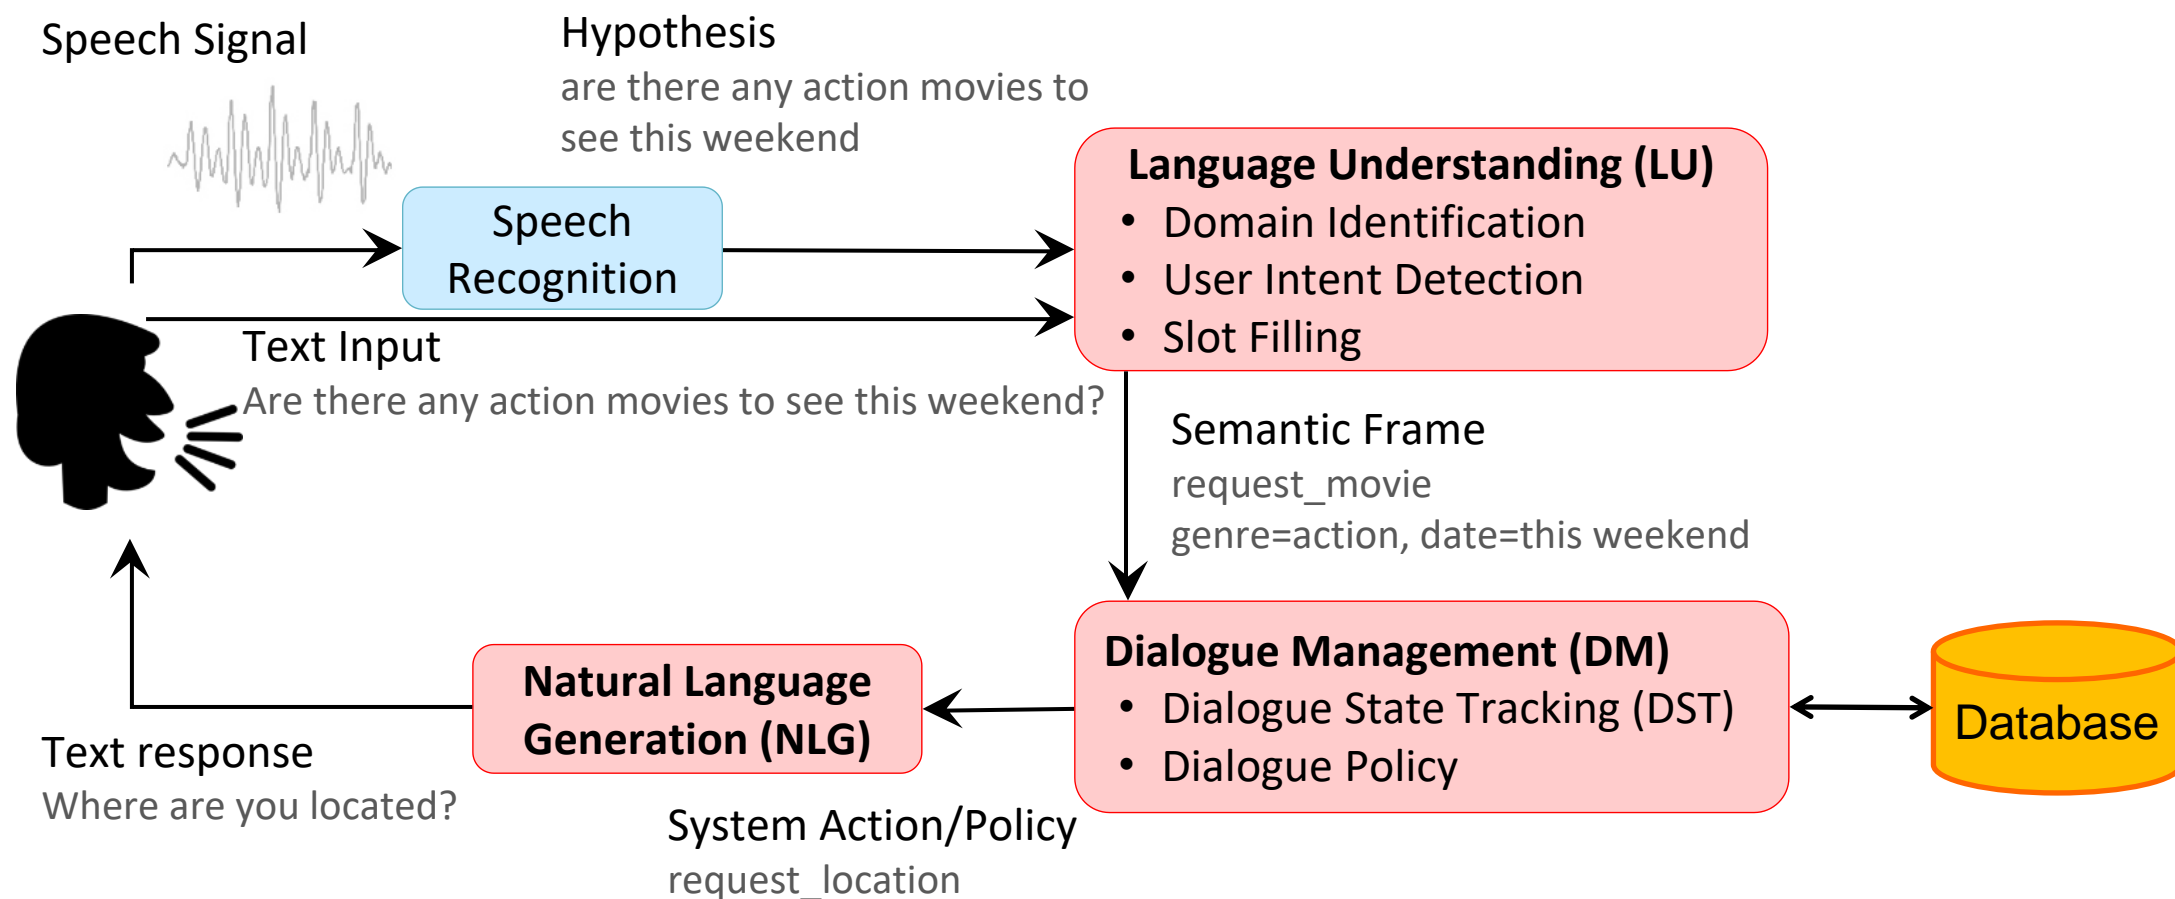 Speech Signal
Hypothesis
are there any action movies to
see this weekend
Speech
Recognition
Language Understanding (LU)
• Domain Identification
• User Intent Detection
• Slot Filling
Text Input
Are there any action movies to see this weekend?
Semantic Frame
request_movie
genre=action, date=this weekend
Dialogue Management (DM)
• Dialogue State Tracking (DST)
• Dialogue Policy
Database
Natural Language
Generation (NLG)
System Action/Policy
request_location
Text response
Where are you located?